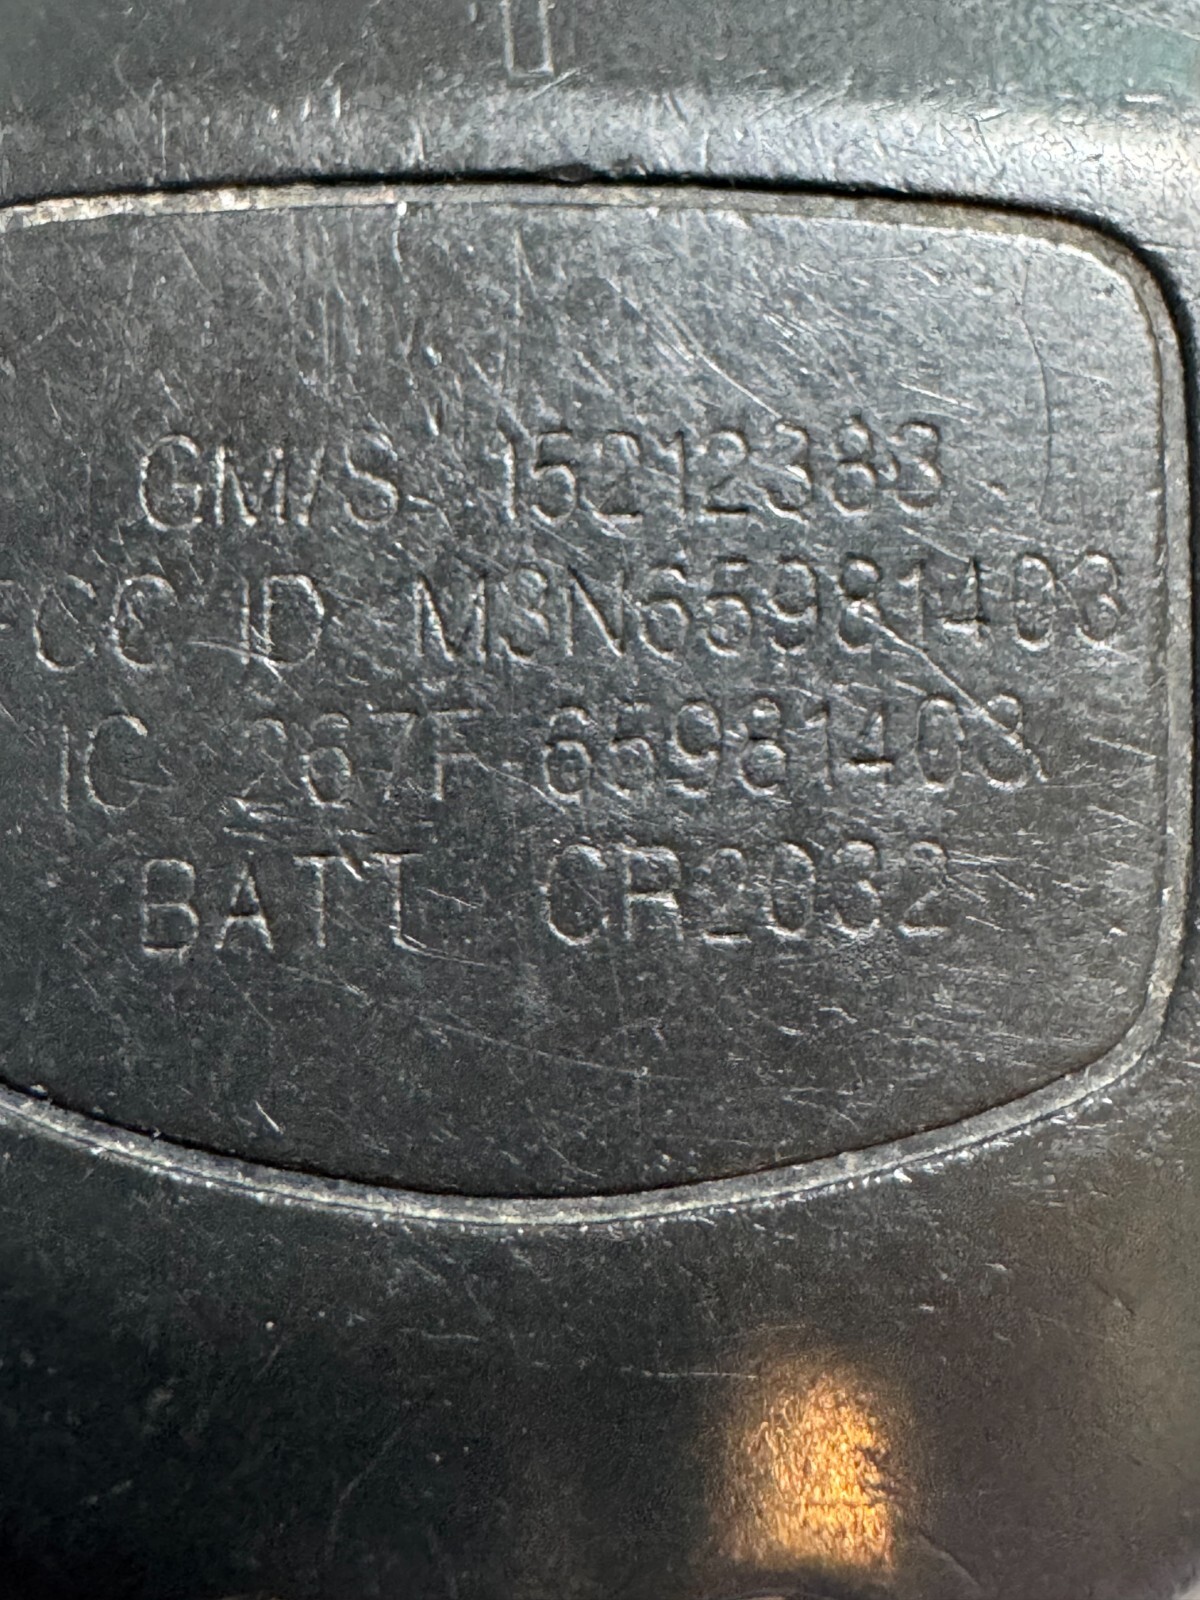 GM/S 15212383
FCC ID M3N65981403
IC 267F-65981403
BATT CR2032